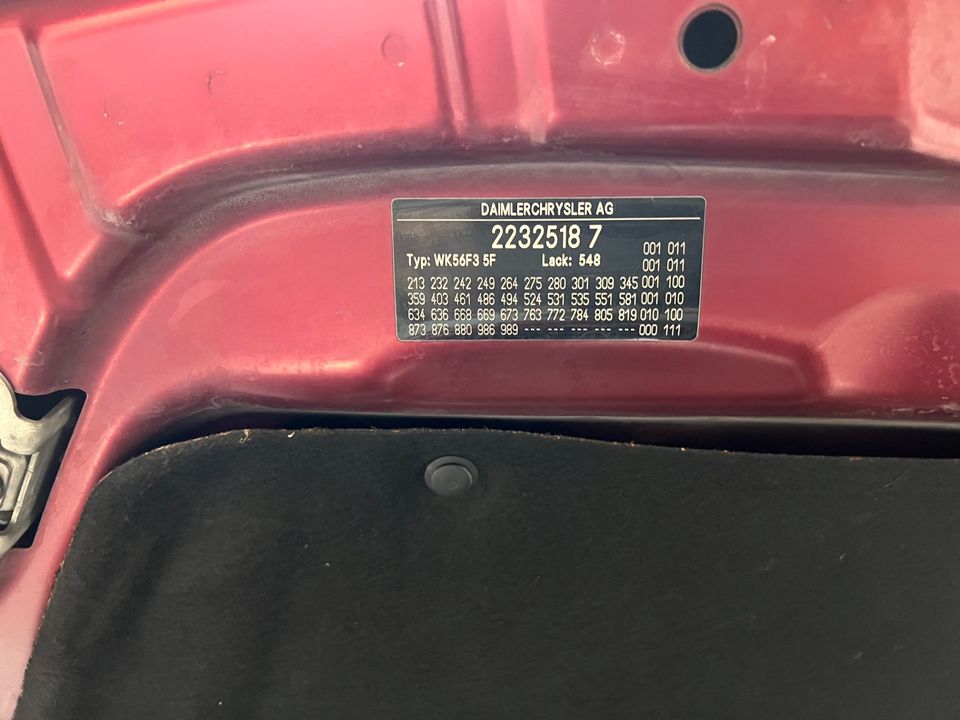 DAIMLERCHRYSLER AG
2232518 7
001 011
Typ: WK56F3 5F Lack: 548
001 011
213 232 242 249 264 275 280 301 309 345 001 100
359 403 461 486 494 524 531 535 551 581 001 010
634 636 668 669 673 763 772 784 805 819 010 100
873 876 880 986 989 --- --- --- --- --- 000 111